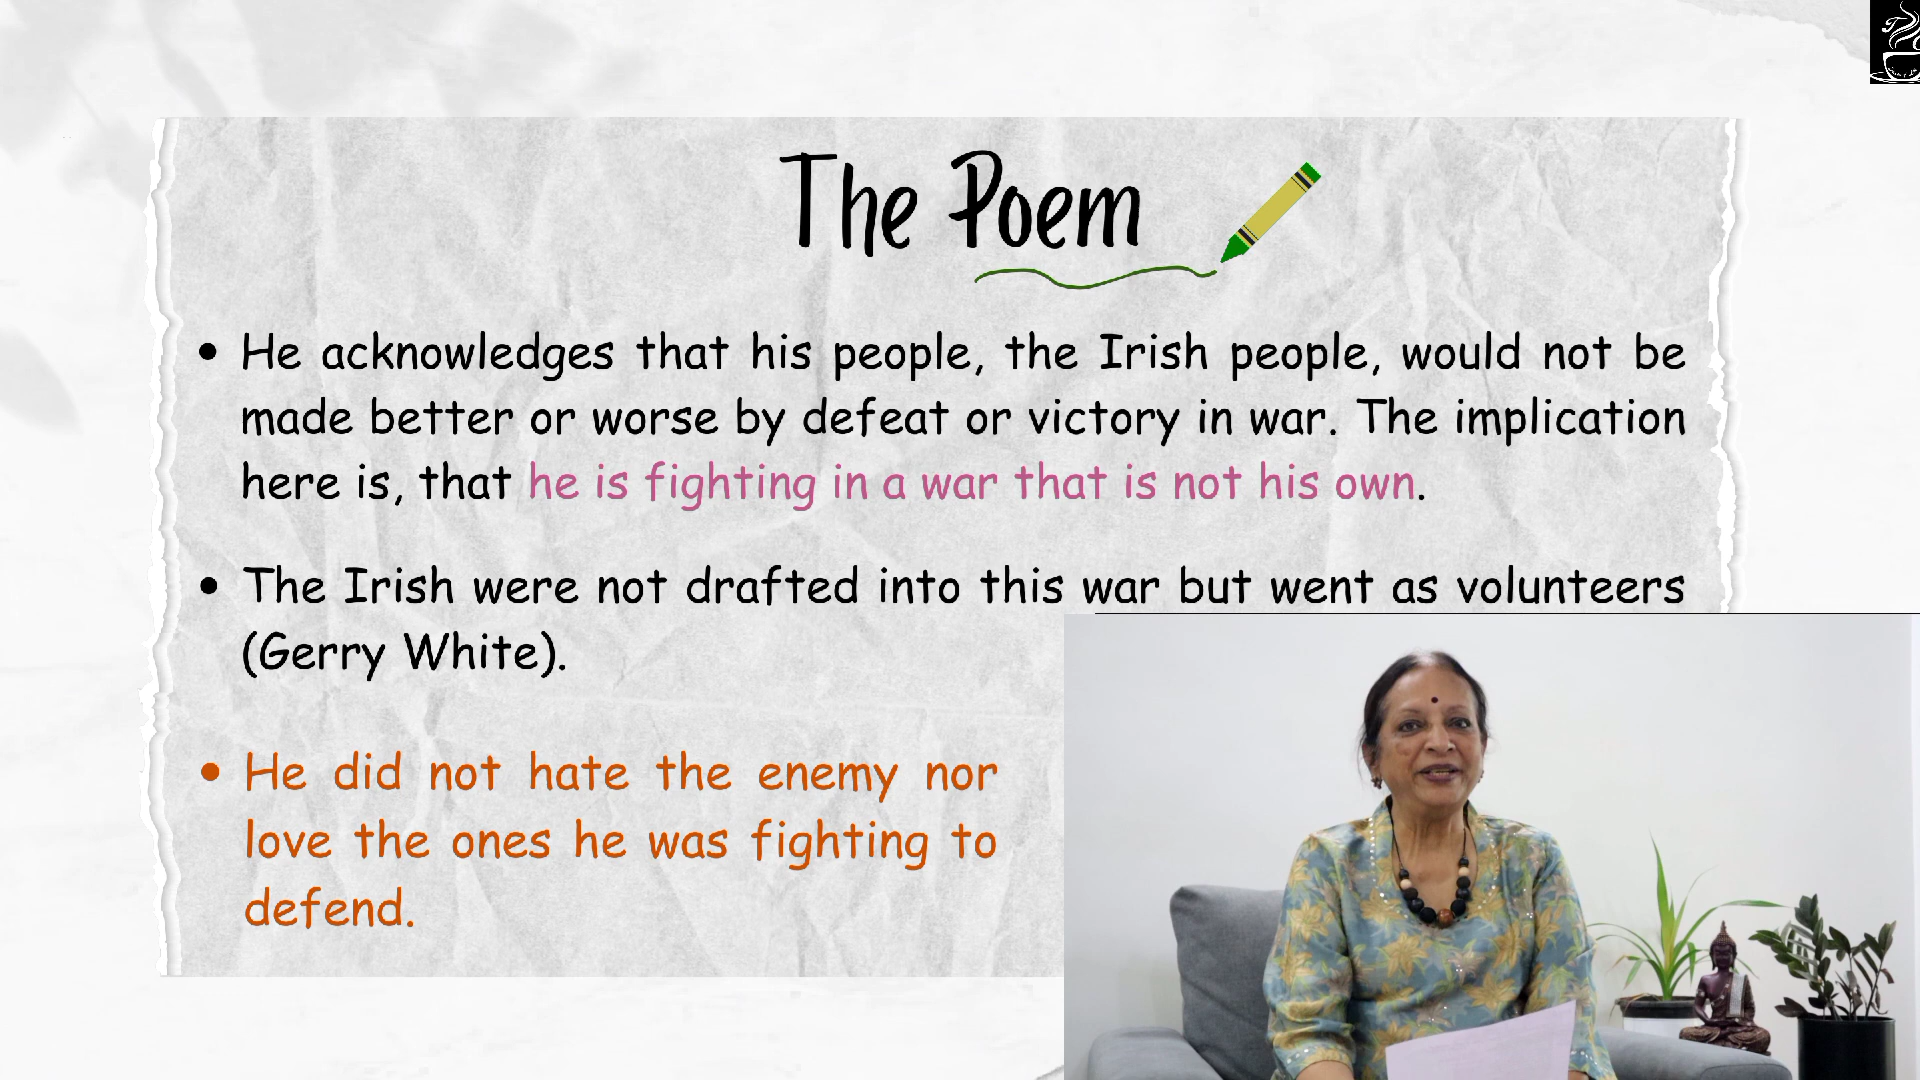 The Poem
• He acknowledges that his people, the Irish people, would not be
made better or worse by defeat or victory in war. The implication
here is, that he is fighting in a war that is not his own.
• The Irish were not drafted into this war but went as volunteers
(Gerry White).
• He did not hate the enemy nor
love the ones he was fighting to
defend.